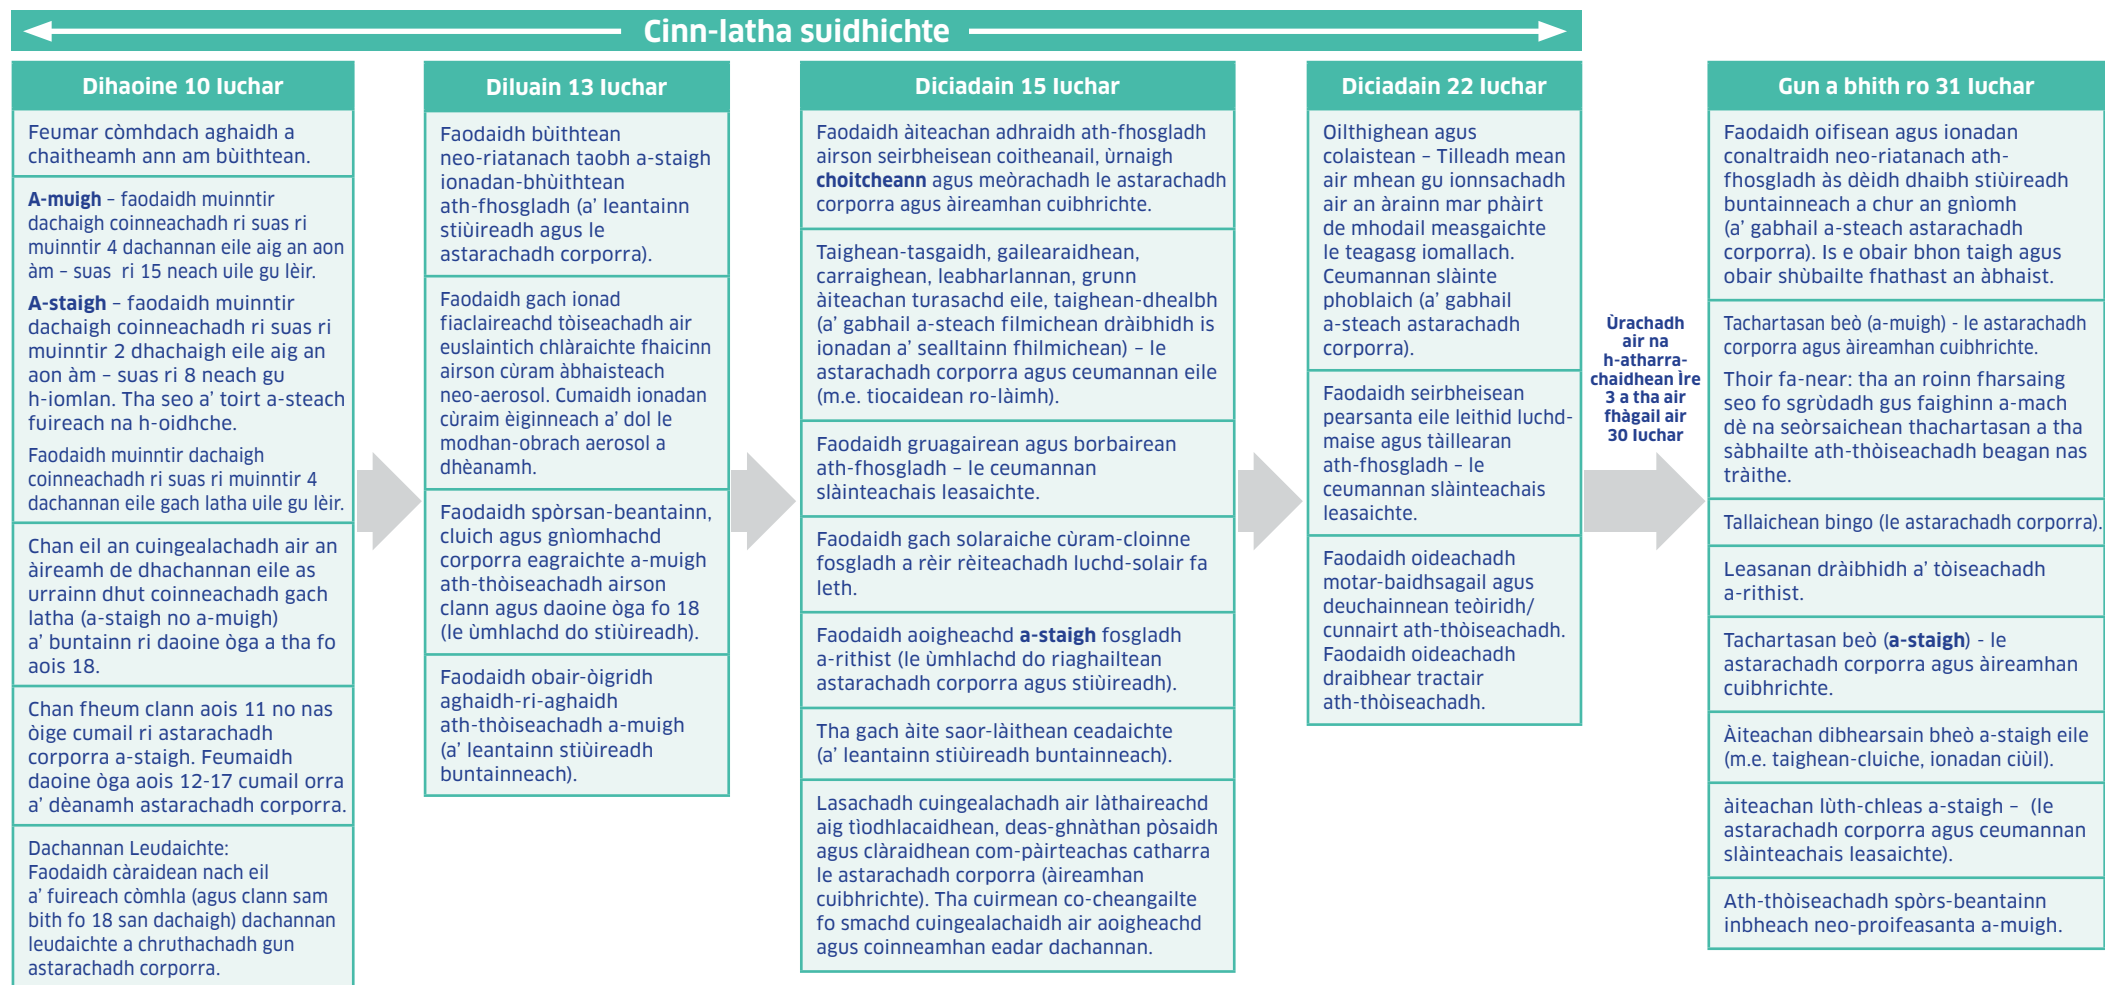 Cinn-latha suidhichte
Dihaoine 10 Iuchar
Feumar còmhdach aghaidh a
chaitheamh ann am bùithtean.
A-muigh – faodaidh muinntir
dachaigh coinneachadh ri suas ri
muinntir 4 dachannan eile aig an aon
àm – suas ri 15 neach uile gu lèir.
A-staigh – faodaidh muinntir
dachaigh coinneachadh ri suas ri
muinntir 2 dhachaigh eile aig an
aon àm – suas ri 8 neach gu
h-iomlan. Tha seo a’ toirt a-steach
fuireach na h-oidhche.
Faodaidh muinntir dachaigh
coinneachadh ri suas ri muinntir 4
dachannan eile gach latha uile gu lèir.
Chan eil an cuingealachadh air an
àireamh de dhachannan eile as
urrainn dhut coinneachadh gach
latha (a-staigh no a-muigh)
a’ buntainn ri daoine òga a tha fo
aois 18.
Chan fheum clann aois 11 no nas
òige cumail ri astarachadh
corporra a-staigh. Feumaidh
daoine òga aois 12-17 cumail orra
a’ dèanamh astarachadh corporra.
Dachannan Leudaichte:
Faodaidh càraidean nach eil
a’ fuireach còmhla (agus clann sam
bith fo 18 san dachaigh) dachannan
leudaichte a chruthachadh gun
astarachadh corporra.
Diluain 13 Iuchar
Faodaidh bùithtean
neo-riatanach taobh a-staigh
ionadan-bhùithtean
ath-fhosgladh (a’ leantainn
stiùireadh agus le
astarachadh corporra).
Faodaidh gach ionad
fiaclaireachd tòiseachadh air
euslaintich chlàraichte fhaicinn
airson cùram àbhaisteach
neo-aerosol. Cumaidh ionadan
cùraim èiginneach a’ dol le
modhan-obrach aerosol a
dhèanamh.
Faodaidh spòrsan-beantainn,
cluich agus gnìomhachd
corporra eagraichte a-muigh
ath-thòiseachadh airson
clann agus daoine òga fo 18
(le ùmhlachd do stiùireadh).
Faodaidh obair-òigridh
aghaidh-ri-aghaidh
ath-thòiseachadh a-muigh
(a’ leantainn stiùireadh
buntainneach).
Diciadain 15 Iuchar
Faodaidh àiteachan adhraidh ath-fhosgladh
airson seirbheisean coitheanail, ùrnaigh
choitcheann agus meòrachadh le astarachadh
corporra agus àireamhan cuibhrichte.
Taighean-tasgaidh, gailearaidhean,
carraighean, leabharlannan, grunn
àiteachan turasachd eile, taighean-dhealbh
(a’ gabhail a-steach filmichean dràibhidh is
ionadan a’ sealltainn fhilmichean) – le
astarachadh corporra agus ceumannan eile
(m.e. tiocaidean ro-làimh).
Faodaidh gruagairean agus borbairean
ath-fhosgladh – le ceumannan
slàinteachais leasaichte.
Faodaidh gach solaraiche cùram-cloinne
fosgladh a rèir rèiteachadh luchd-solair fa
leth.
Faodaidh aoigheachd a-staigh fosgladh
a-rithist (le ùmhlachd do riaghailtean
astarachadh corporra agus stiùireadh).
Tha gach àite saor-làithean ceadaichte
(a’ leantainn stiùireadh buntainneach).
Lasachadh cuingealachadh air làthaireachd
aig tìodhlacaidhean, deas-ghnàthan pòsaidh
agus clàraidhean com-pàirteachas catharra
le astarachadh corporra (àireamhan
cuibhrichte). Tha cuirmean co-cheangailte
fo smachd cuingealachaidh air aoigheachd
agus coinneamhan eadar dachannan.
Diciadain 22 Iuchar
Oilthighean agus
colaistean – Tilleadh mean
air mhean gu ionnsachadh
air an àrainn mar phàirt
de mhodail measgaichte
le teagasg iomallach.
Ceumannan slàinte
phoblaich (a’ gabhail
a-steach astarachadh
corporra).
Faodaidh seirbheisean
pearsanta eile leithid luchd-
maise agus tàillearan
ath-fhosgladh – le
ceumannan slàinteachais
leasaichte.
Faodaidh oideachadh
motar-baidhsagail agus
deuchainnean teòiridh/
cunnairt ath-thòiseachadh.
Faodaidh oideachadh
draibhear tractair
ath-thòiseachadh.
Ùrachadh
air na
h-atharra-
chaidhean Ìre
3 a tha air
fhàgail air
30 Iuchar
Gun a bhith ro 31 Iuchar
Faodaidh oifisean agus ionadan
conaltraidh neo-riatanach ath-
fhosgladh às dèidh dhaibh stiùireadh
buntainneach a chur an gnìomh
(a’ gabhail a-steach astarachadh
corporra). Is e obair bhon taigh agus
obair shùbailte fhathast an àbhaist.
Tachartasan beò (a-muigh) - le astarachadh
corporra agus àireamhan cuibhrichte.
Thoir fa-near: tha an roinn fharsaing
seo fo sgrùdadh gus faighinn a-mach
dè na seòrsaichean thachartasan a tha
sàbhailte ath-thòiseachadh beagan nas
tràithe.
Tallaichean bingo (le astarachadh corporra).
Leasanan dràibhidh a’ tòiseachadh
a-rithist.
Tachartasan beò (a-staigh) - le
astarachadh corporra agus àireamhan
cuibhrichte.
Àiteachan dibhearsain bheò a-staigh eile
(m.e. taighean-cluiche, ionadan ciùil).
àiteachan lùth-chleas a-staigh – (le
astarachadh corporra agus ceumannan
slàinteachais leasaichte).
Ath-thòiseachadh spòrs-beantainn
inbheach neo-proifeasanta a-muigh.